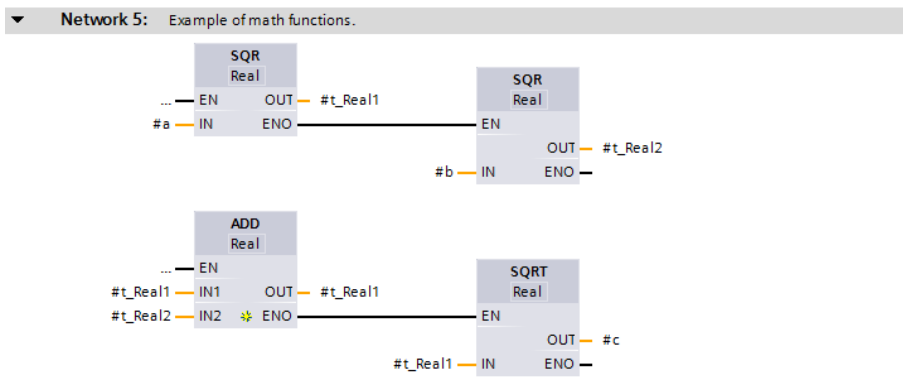 Network 5: Example of math functions.
SQR
Real
... EN OUT #t_Real1
#a IN ENO
SQR
Real
EN
OUT #t_Real2
#b IN ENO
ADD
Real
... EN
#t_Real1 IN1 OUT #t_Real1
#t_Real2 IN2 ENO
SQRT
Real
EN
OUT #c
#t_Real1 IN ENO